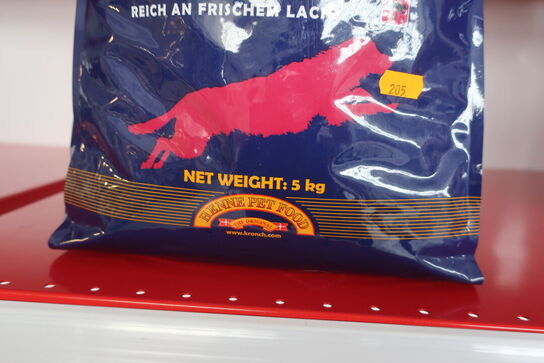 REICH AN FRISCHEM LACHS
205
NET WEIGHT: 5 kg
HENNE PET FOOD
THE ORIGINAL
www.kronch.com